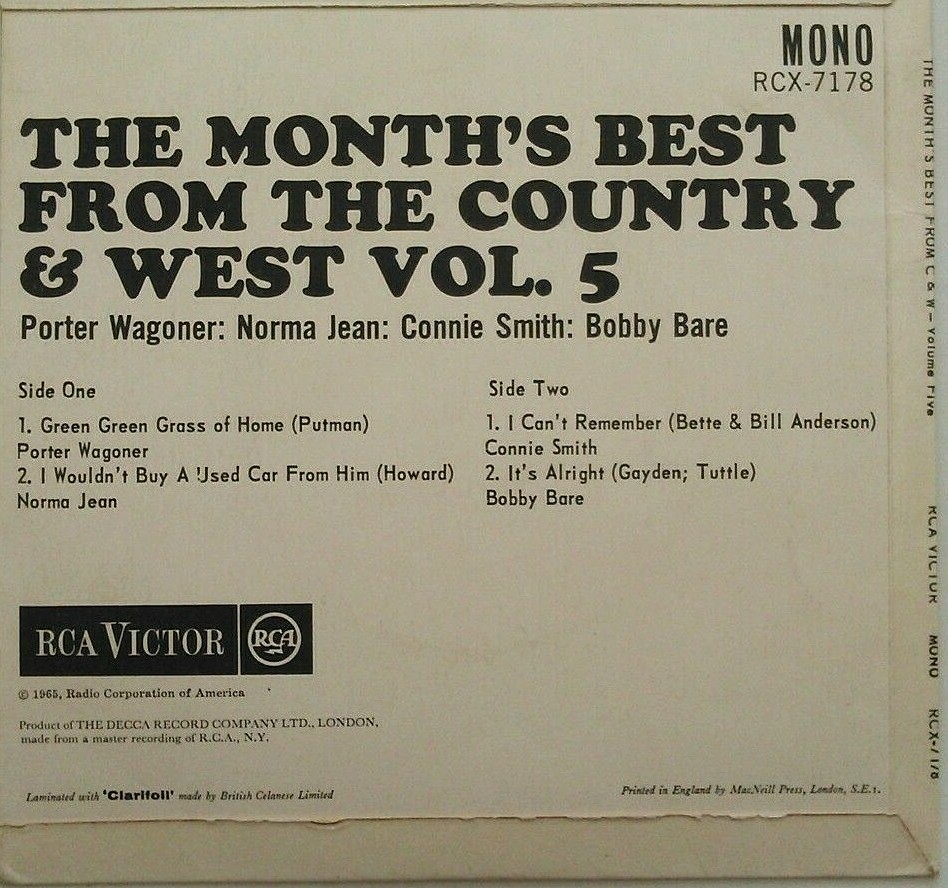 MONO
RCX-7178
THE MONTH'S BEST
FROM THE COUNTRY
& WEST VOL. 5
Porter Wagoner: Norma Jean: Connie Smith: Bobby Bare
Side One
1. Green Green Grass of Home (Putman)
Porter Wagoner
2. I Wouldn't Buy A Used Car From Him (Howard)
Norma Jean
Side Two
1. I Can't Remember (Bette & Bill Anderson)
Connie Smith
2. It's Alright (Gayden; Tuttle)
Bobby Bare
RCA VICTOR
RCA
© 1965, Radio Corporation of America
Product of THE DECCA RECORD COMPANY LTD., LONDON,
made from a master recording of R.C.A., N.Y.
Laminated with 'Clarifoil' made by British Celanese Limited
Printed in England by MacNeill Press, London, S.E.1.
THE MONTH'S BEST FROM C & W – Volume Five RCA VICTOR MONO RCX-7178